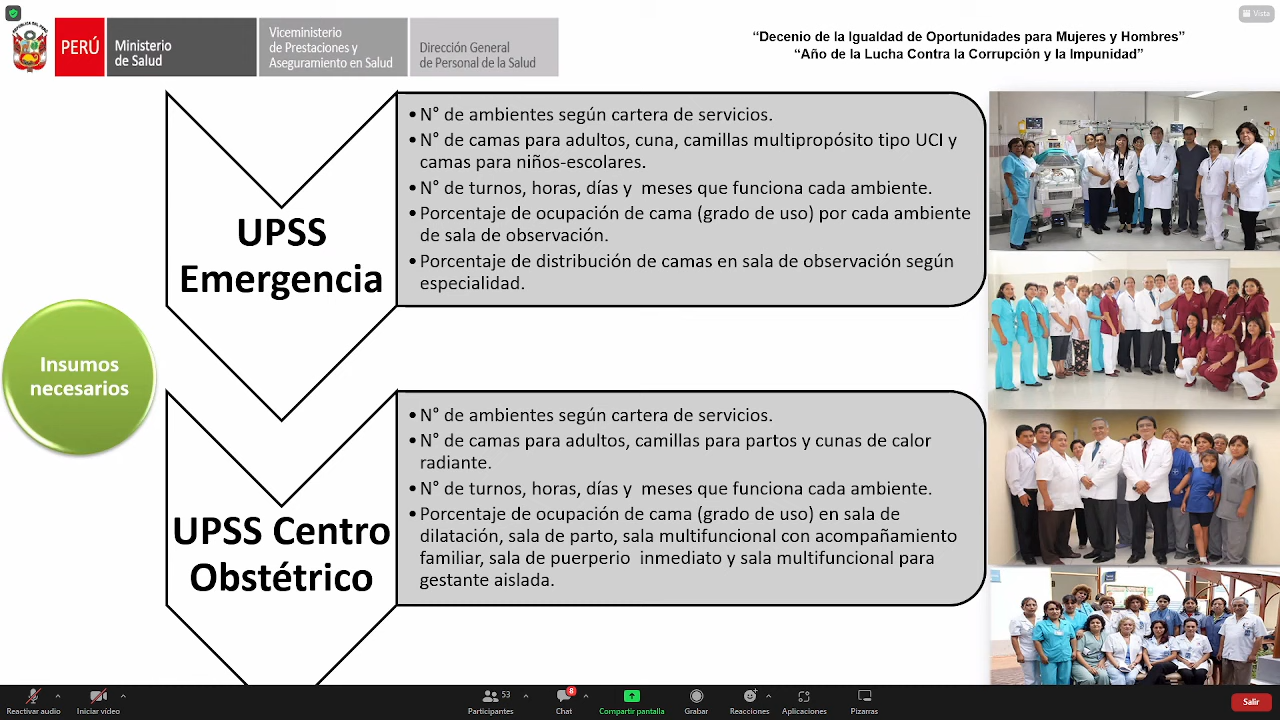 Vista
PERÚ
Ministerio
de Salud
Viceministerio
de Prestaciones y
Aseguramiento en Salud
Dirección General
de Personal de la Salud
“Decenio de la Igualdad de Oportunidades para Mujeres y Hombres”
“Año de la Lucha Contra la Corrupción y la Impunidad”
Insumos
necesarios
UPSS
Emergencia
• N° de ambientes según cartera de servicios.
• N° de camas para adultos, cuna, camillas multipropósito tipo UCI y
camas para niños-escolares.
• N° de turnos, horas, días y  meses que funciona cada ambiente.
• Porcentaje de ocupación de cama (grado de uso) por cada ambiente
de sala de observación.
• Porcentaje de distribución de camas en sala de observación según
especialidad.
UPSS Centro
Obstétrico
• N° de ambientes según cartera de servicios.
• N° de camas para adultos, camillas para partos y cunas de calor
radiante.
• N° de turnos, horas, días y  meses que funciona cada ambiente.
• Porcentaje de ocupación de cama (grado de uso) en sala de
dilatación, sala de parto, sala multifuncional con acompañamiento
familiar, sala de puerperio  inmediato y sala multifuncional para
gestante aislada.
Reactivar audio
Iniciar vídeo
53
Participantes
8
Chat
Compartir pantalla
Grabar
Reacciones
Aplicaciones
Pizarras
Salir